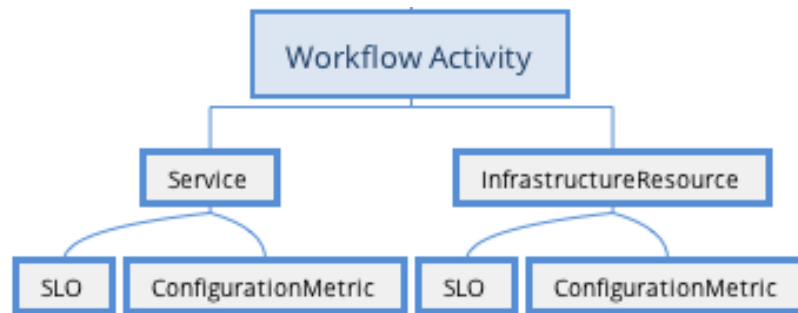 Workflow Activity
Service
InfrastructureResource
SLO
ConfigurationMetric
SLO
ConfigurationMetric